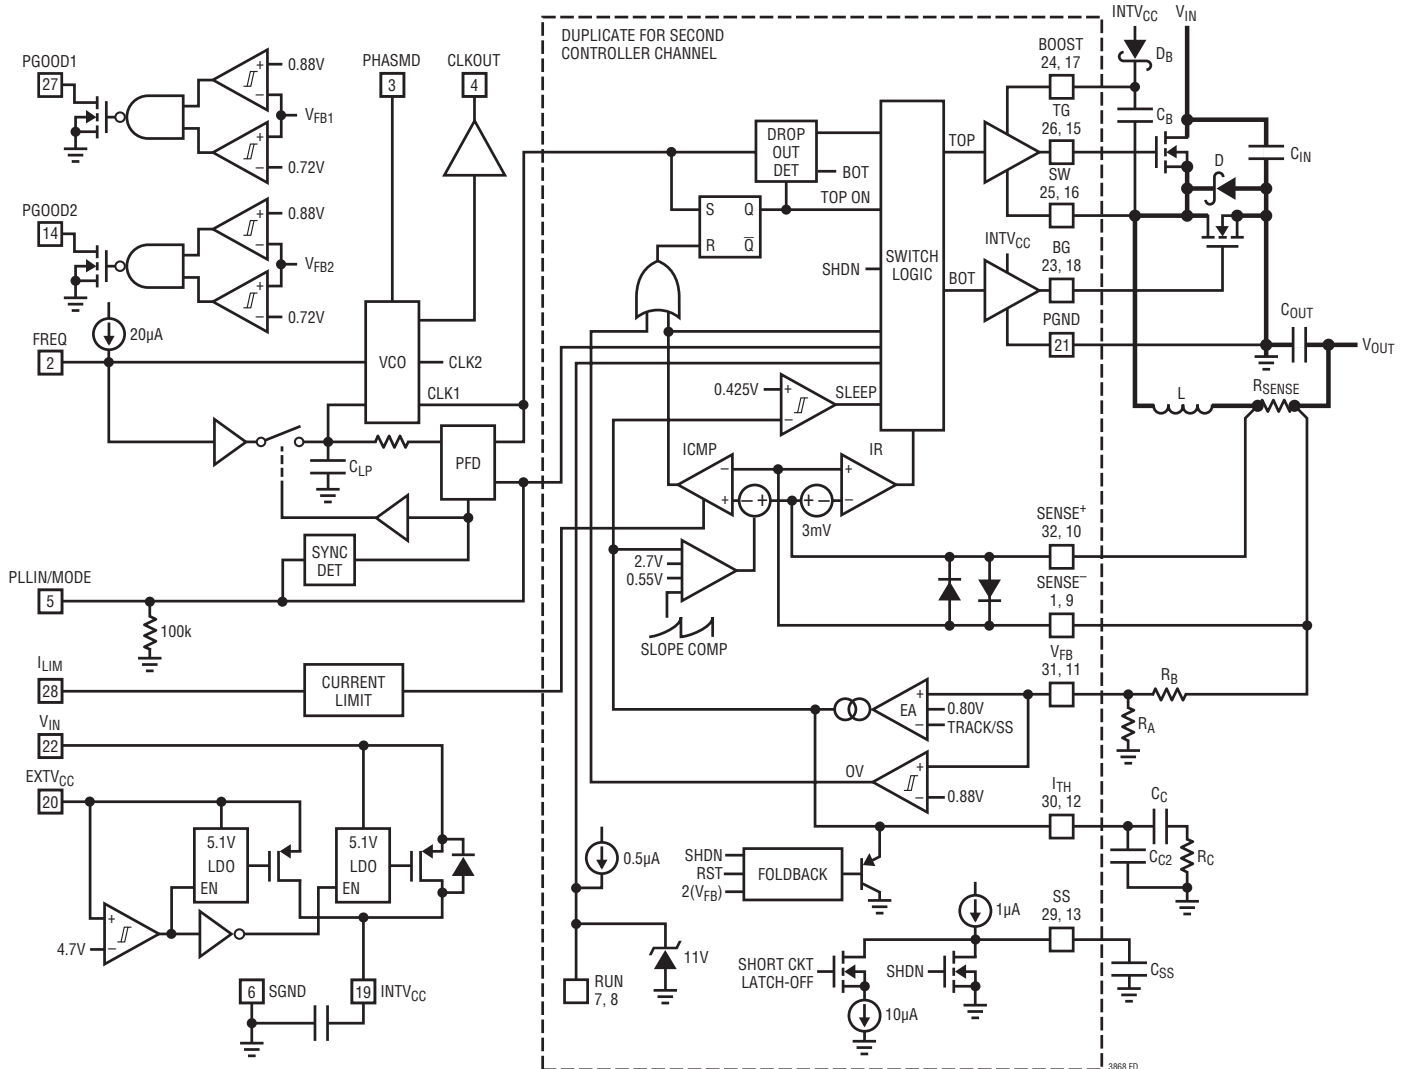 DUPLICATE FOR SECOND
CONTROLLER CHANNEL
PGOOD1
27
+
–
0.88V
VFB1
+
–
0.72V
PGOOD2
14
+
–
0.88V
VFB2
+
–
0.72V
20µA
FREQ
2
PHASMD
3
CLKOUT
4
VCO
CLK2
CLK1
CLP
PFD
SYNC
DET
PLLIN/MODE
5
100k
ILIM
28
CURRENT
LIMIT
VIN
22
EXTVCC
20
5.1V
LDO
EN
5.1V
LDO
EN
4.7V
+
–
6
SGND
19
INTVCC
DROP
OUT
DET
BOT
TOP ON
S
Q
R
Q
SHDN
SWITCH
LOGIC
TOP
BOT
INTVCC
0.425V
+
–
SLEEP
ICMP
–
+
– +
+ –
3mV
IR
+
–
2.7V
0.55V
SLOPE COMP
EA
+
–
0.80V
TRACK/SS
OV
+
–
0.88V
0.5µA
11V
RUN
7, 8
SHDN
RST
2(VFB)
FOLDBACK
1µA
SHORT CKT
LATCH-OFF
SHDN
10µA
BOOST
24, 17
TG
26, 15
SW
25, 16
BG
23, 18
PGND
21
SENSE+
32, 10
SENSE–
1, 9
VFB
31, 11
ITH
30, 12
SS
29, 13
INTVCC
VIN
DB
CB
D
CIN
COUT
VOUT
L
RSENSE
RB
RA
CC
CC2
RC
CSS
3868 FD